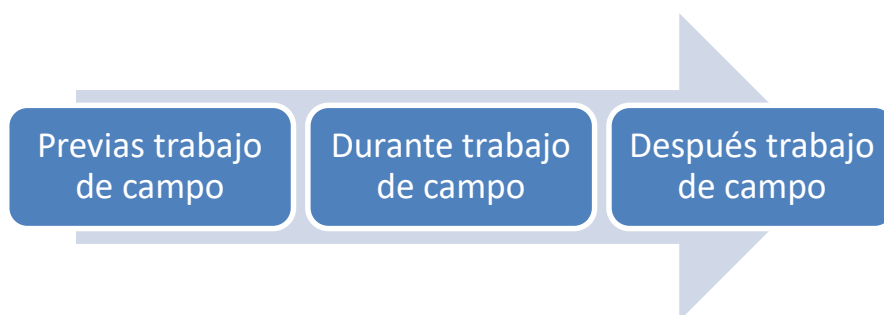 Previas trabajo
de campo
Durante trabajo
de campo
Después trabajo
de campo